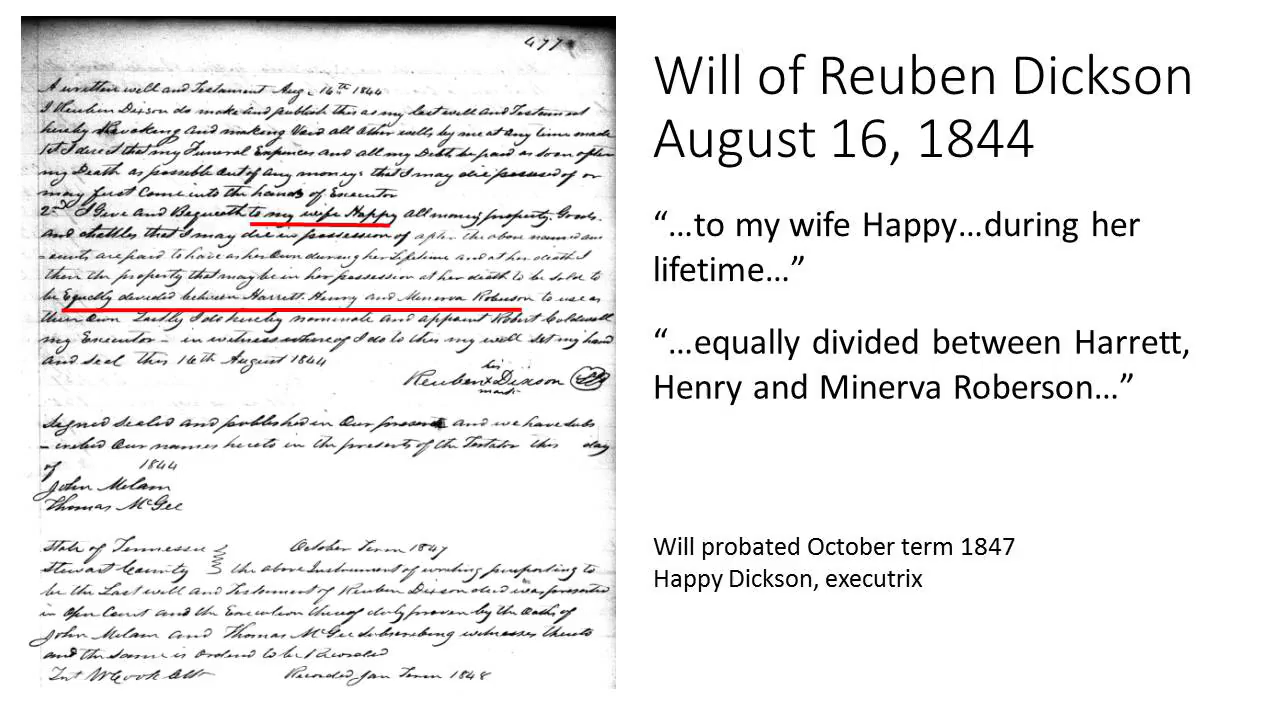 477
A written will and Testament Aug. 16th 1844
I Reuben Dixson do make and publish this as my last will and Testament
hereby Revokeing and makeing Void all other wills by me at any time made
1st I direct that my Funeral Expences and all my Debts be paid as soon after
my Death as possible out of any moneys that I may die possessed of or
may first Come into the hands of Executor
2nd I Give and Bequeath to my wife Happy all money property Goods
and chattles that I may die in possession of after the above named am
-ounts are paid to have as her own during her Lifetime and at her death I
the property that may be in her possession at her death to be sold to
be Equally devided between Harrett Henry and Minerva Roberson to use as
their Own Lastly I do hereby nominate and appoint Robert Coldwell
my Executor - in witness whereof I do to this my will set my hand
and seal this 16th August 1844
his
Reuben x Dixson
mark
Signed sealed and published in Our presents and we have subs
-cribed Our names hereto in the presents of the Testator this day
of 1844
John Melam
Thomas McGee
State of Tennessee October Term 1847
Stewart County the above Instrument of writing purporting to
be the Last will and Testament of Reuben Dixson decd was presented
in Open Court and the Execution thereof duly proven by the Oaths of
John Melam and Thomas McGee subscribing witnesses thereto
and the same is Ordered to be Recorded
Recorded Jan Term 1848
Will of Reuben Dickson
August 16, 1844
“…to my wife Happy…during her
lifetime…”
“…equally divided between Harrett,
Henry and Minerva Roberson…”
Will probated October term 1847
Happy Dickson, executrix